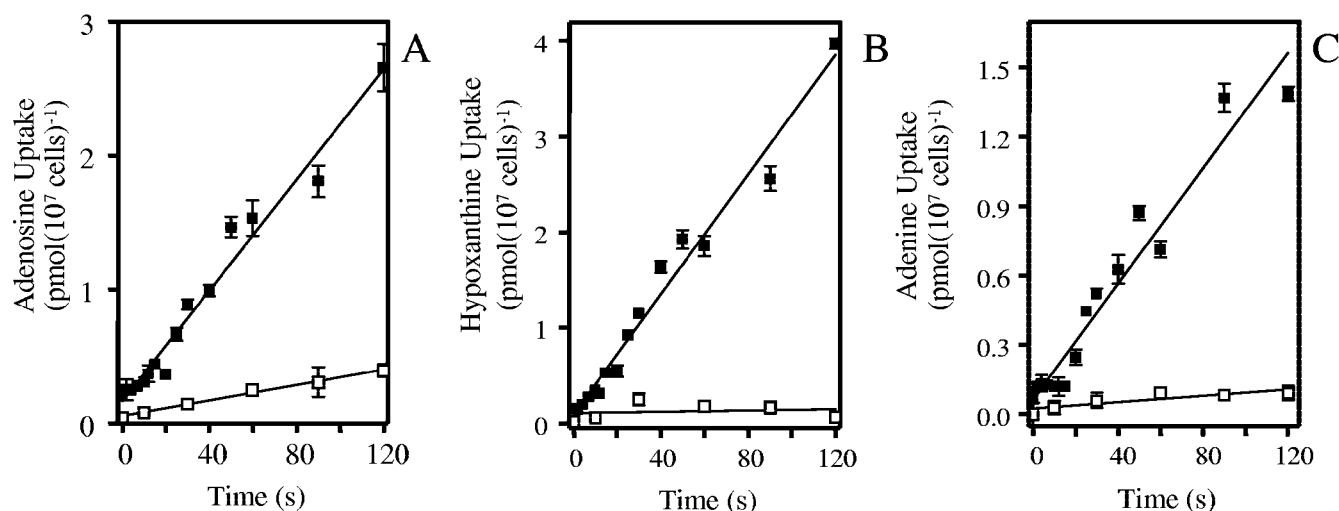 A
Adenosine Uptake
(pmol(10⁷ cells)⁻¹
3
2
1
0
0 40 80 120
Time (s)
B
Hypoxanthine Uptake
(pmol(10⁷ cells)⁻¹
4
3
2
1
0
0 40 80 120
Time (s)
C
Adenine Uptake
(pmol(10⁷ cells)⁻¹
1.5
1.2
0.9
0.6
0.3
0.0
0 40 80 120
Time (s)